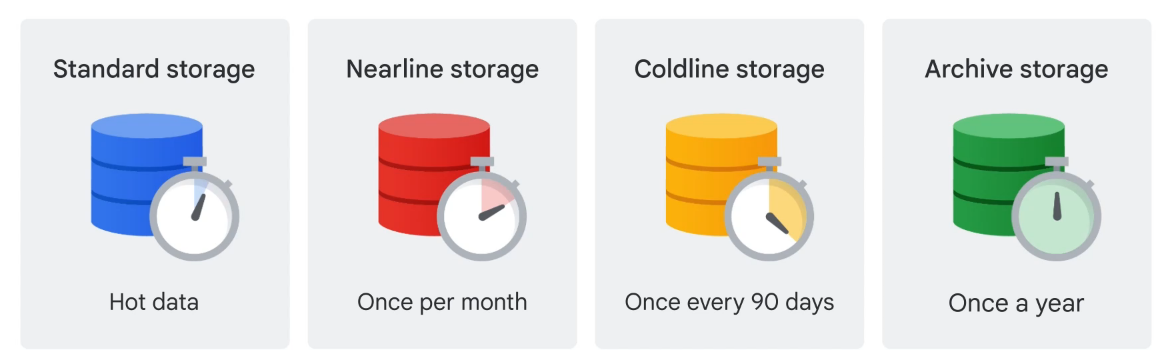 Standard storage
Nearline storage
Coldline storage
Archive storage
Hot data
Once per month
Once every 90 days
Once a year